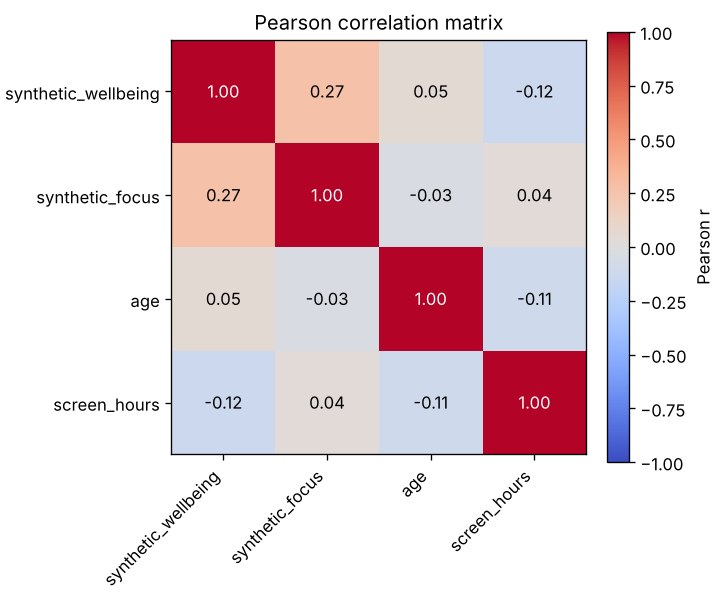 Pearson correlation matrix
synthetic_wellbeing 1.00 0.27 0.05 -0.12
synthetic_focus 0.27 1.00 -0.03 0.04
age 0.05 -0.03 1.00 -0.11
screen_hours -0.12 0.04 -0.11 1.00
synthetic_wellbeing synthetic_focus age screen_hours
1.00
0.75
0.50
0.25
0.00
−0.25
−0.50
−0.75
−1.00
Pearson r